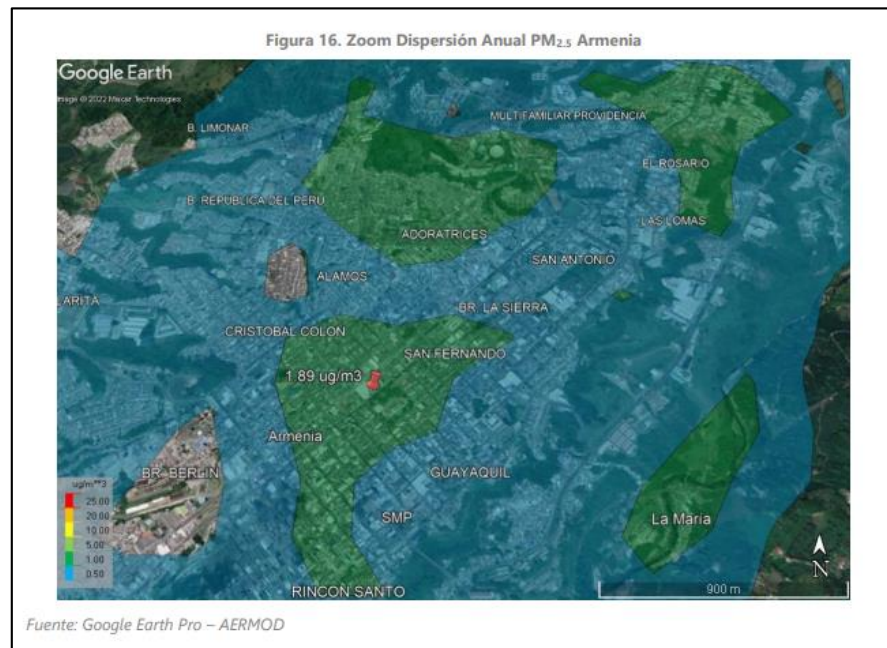 Figura 16. Zoom Dispersión Anual PM2.5 Armenia
Google Earth
Image © 2022 Maxar Technologies
B. LIMONAR
MULTIFAMILIAR PROVIDENCIA
EL ROSARIO
B. REPUBLICA DEL PERU
LAS LOMAS
ADORATRICES
SAN ANTONIO
ALAMOS
LARITA
BR. LA SIERRA
CRISTOBAL COLON
SAN FERNANDO
1.89 ug/m3
Armenia
BR. BERLIN
GUAYAQUIL
SMP
La Maria
RINCON SANTO
ug/m**3
25.00
20.00
10.00
5.00
1.00
0.50
N
900 m
Fuente: Google Earth Pro – AERMOD